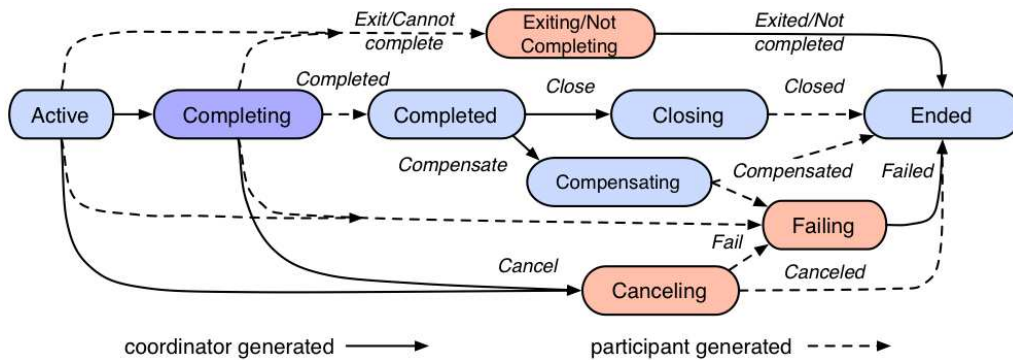 Exit/Cannot
complete
Exiting/Not
Completing
Exited/Not
completed
Completed
Close
Closed
Active
Completing
Completed
Closing
Ended
Compensate
Compensating
Compensated
Failed
Failing
Fail
Cancel
Canceling
Canceled
coordinator generated
participant generated